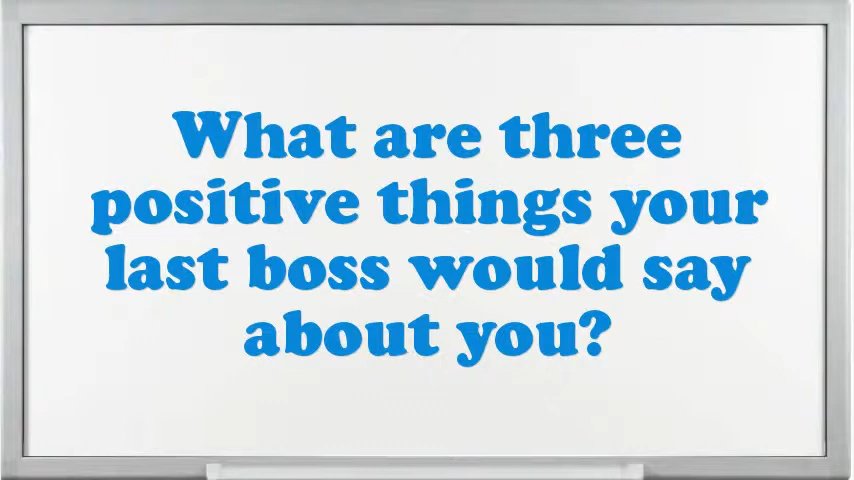 What are three
positive things your
last boss would say
about you?